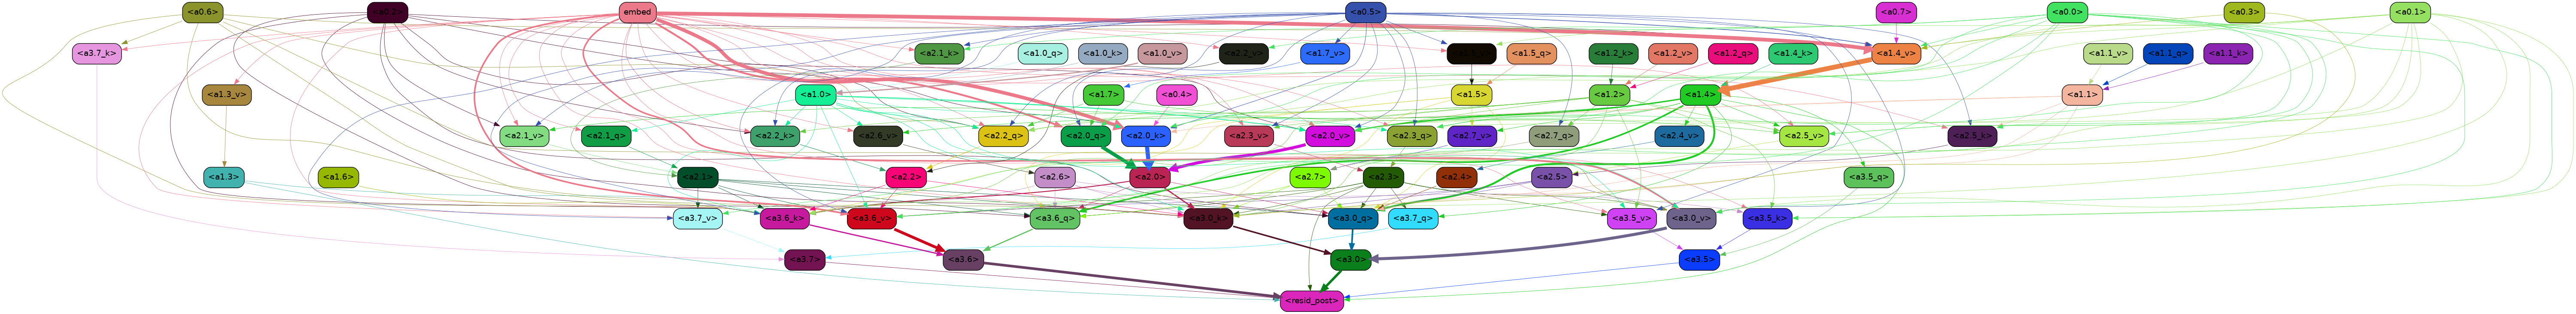 <a0.6> embed <a0.5> <a0.7> <a0.0> <a0.3> <a0.1>
<a3.7_k> <a2.1_k> <a1.0_q> <a1.0_k> <a1.0_v> <a2.2_v> <a1.7_v> <a1.5_q> <a1.2_k> <a1.2_v> <a1.2_q> <a1.4_k> <a1.4_v> <a1.1_v> <a1.1_q> <a1.1_k>
<a1.3_v> <a1.0> <a1.7> <a0.4> <a1.5> <a1.2> <a1.4> <a1.1>
<a2.1_v> <a2.1_q> <a2.2_k> <a2.6_v> <a2.2_q> <a2.0_q> <a2.0_k> <a2.3_v> <a2.0_v> <a2.3_q> <a2.7_v> <a2.7_q> <a2.4_v> <a2.5_v> <a2.5_k>
<a1.3> <a1.6> <a2.1> <a2.2> <a2.6> <a2.0> <a2.7> <a2.3> <a2.4> <a2.5> <a3.5_q>
<a3.7_v> <a3.6_k> <a3.6_v> <a3.6_q> <a3.0_k> <a3.0_q> <a3.7_q> <a3.5_v> <a3.0_v> <a3.5_k>
<a3.7> <a3.6> <a3.0> <a3.5>
<resid_post>